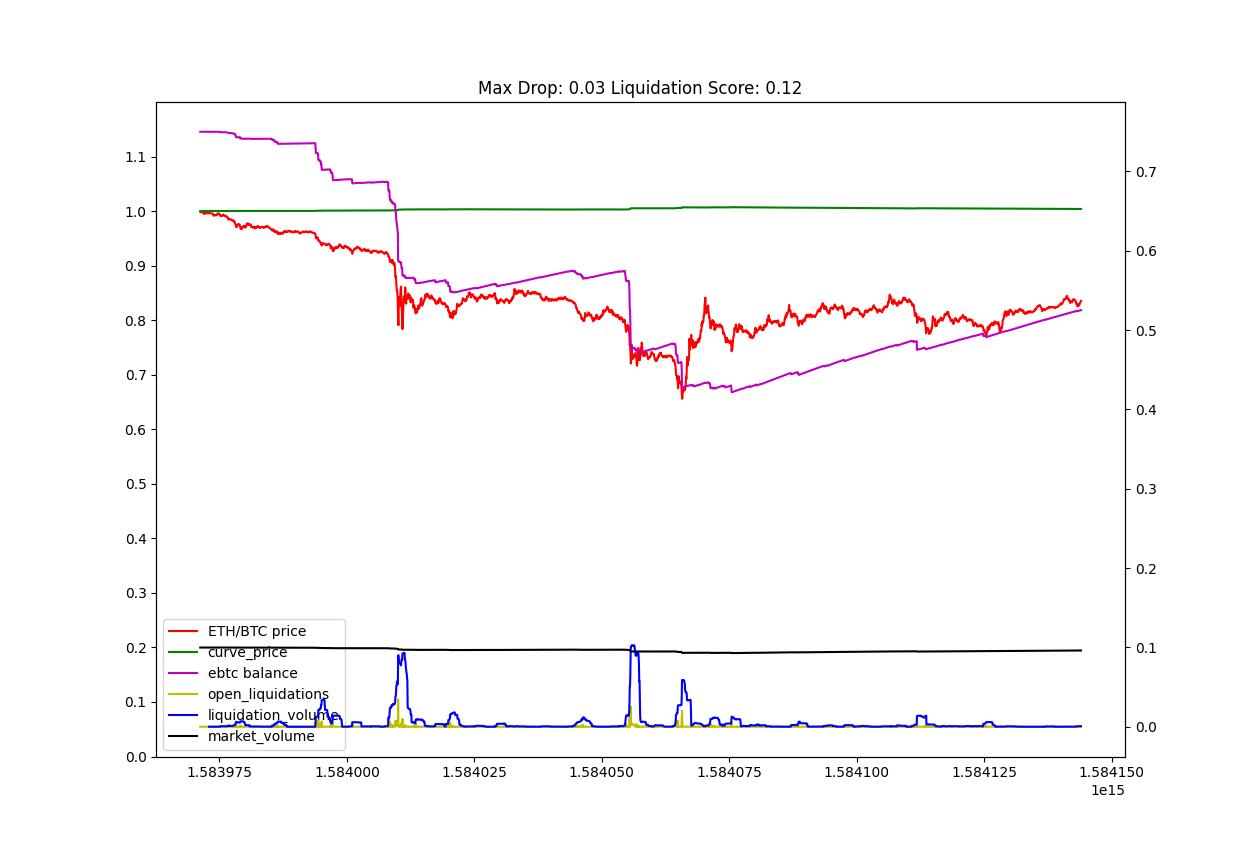 Max Drop: 0.03 Liquidation Score: 0.12
1.1
1.0
0.9
0.8
0.7
0.6
0.5
0.4
0.3
0.2
0.1
0.0
0.7
0.6
0.5
0.4
0.3
0.2
0.1
0.0
ETH/BTC price
curve_price
ebtc balance
open_liquidations
liquidation_volume
market_volume
1.583975 1.584000 1.584025 1.584050 1.584075 1.584100 1.584125 1.584150
1e15